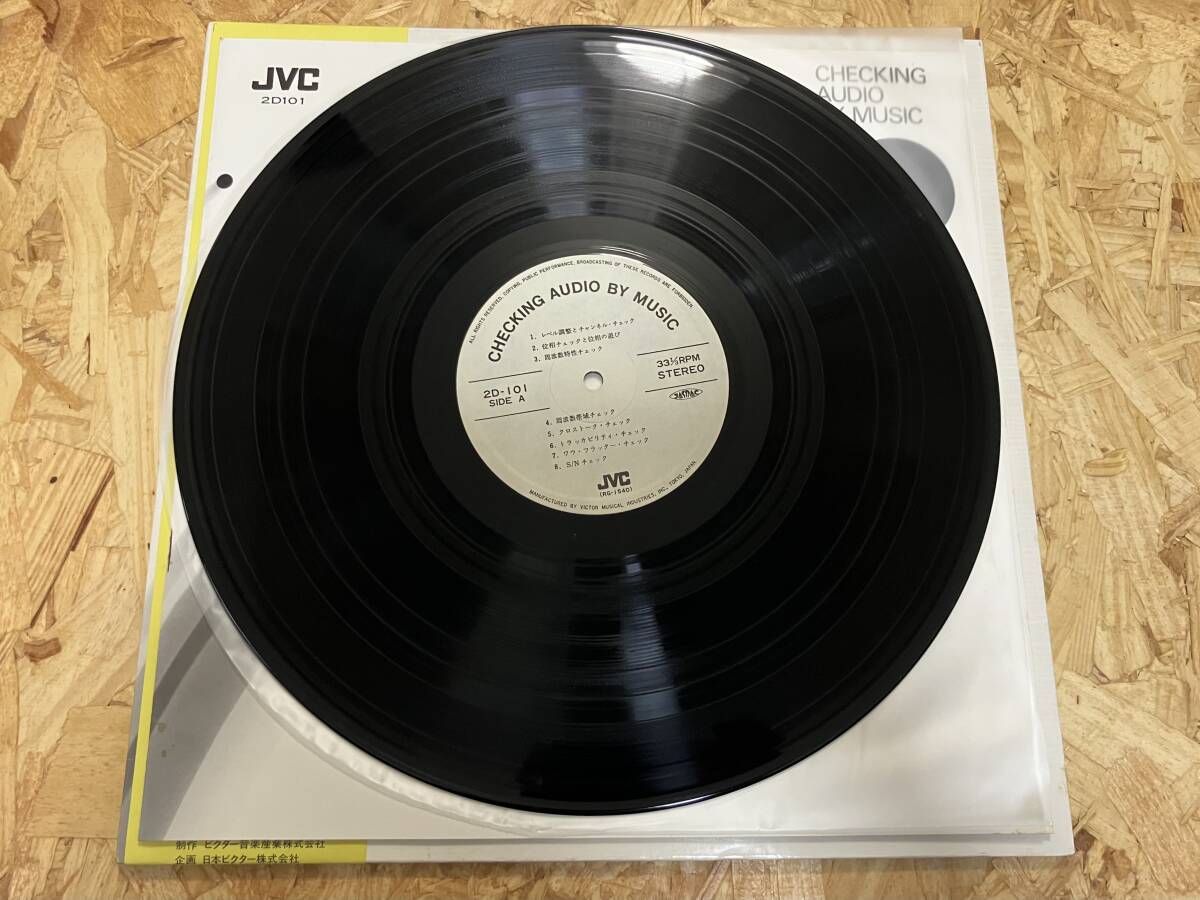 JVC
2D101
CHECKING
AUDIO
BY MUSIC
ALL RIGHTS RESERVED. COPYING, PUBLIC PERFORMANCE, BROADCASTING OF THESE RECORDS ARE FORBIDDEN.
CHECKING AUDIO BY MUSIC
1. レベル調整とチャンネル・チェック
2. 位相チェックと位相の遊び
3. 周波数特性チェック
2D-101
SIDE A
33⅓RPM
STEREO
4. 周波数帯域チェック
5. クロストーク・チェック
6. トラッカビリティ・チェック
7. ワウ・フラッター・チェック
8. S/Nチェック
JVC
(RG-1540)
MANUFACTURED BY VICTOR MUSICAL INDUSTRIES, INC., TOKYO, JAPAN
制作 ビクター音楽産業株式会社
企画 日本ビクター株式会社